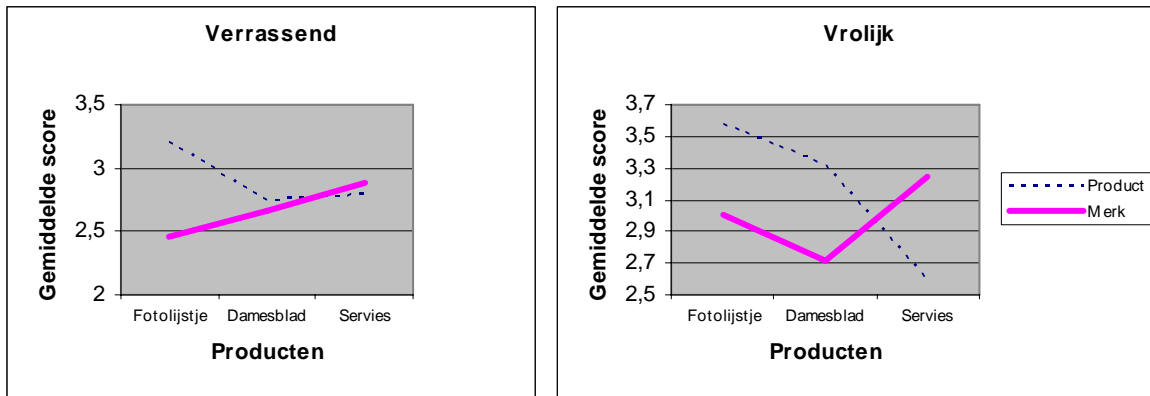 Verrassend
Gemiddelde score
3,5
3
2,5
2
Fotolijstje Damesblad Servies
Producten
Vrolijk
Gemiddelde score
3,7
3,5
3,3
3,1
2,9
2,7
2,5
Fotolijstje Damesblad Servies
Producten
Product
Merk